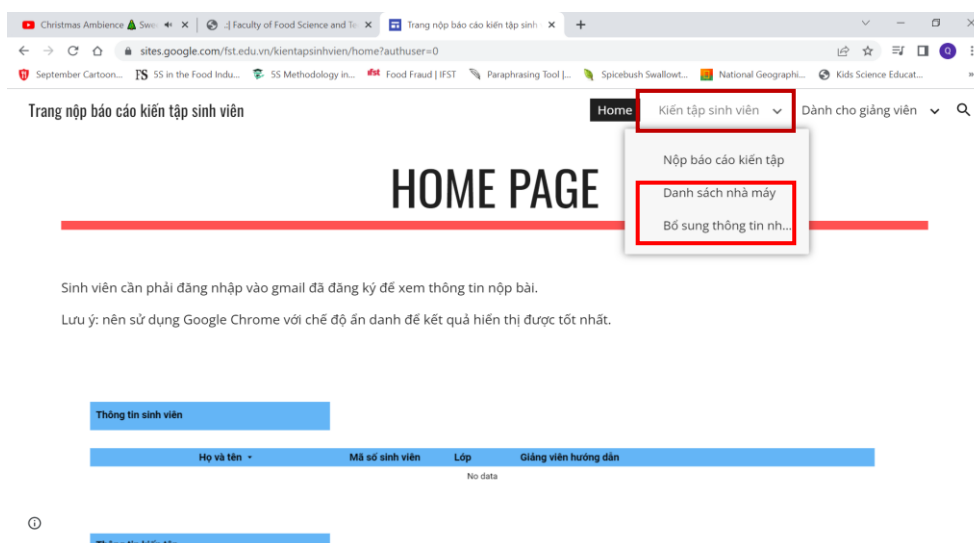 Christmas Ambience 🎄 Swe
:| Faculty of Food Science and Te
Trang nộp báo cáo kiến tập sinh
sites.google.com/fst.edu.vn/kientapsinhvien/home?authuser=0
Q
September Cartoon...
FS 5S in the Food Indu...
5S Methodology in...
ifst Food Fraud | IFST
Paraphrasing Tool |...
Spicebush Swallowt...
National Geographi...
Kids Science Educat...
Trang nộp báo cáo kiến tập sinh viên
Home
Kiến tập sinh viên
Dành cho giảng viên
Nộp báo cáo kiến tập
Danh sách nhà máy
Bổ sung thông tin nh...
HOME PAGE
Sinh viên cần phải đăng nhập vào gmail đã đăng ký để xem thông tin nộp bài.
Lưu ý: nên sử dụng Google Chrome với chế độ ẩn danh để kết quả hiển thị được tốt nhất.
Thông tin sinh viên
Họ và tên Mã số sinh viên Lớp Giảng viên hướng dẫn
No data
Thông tin kiến tập